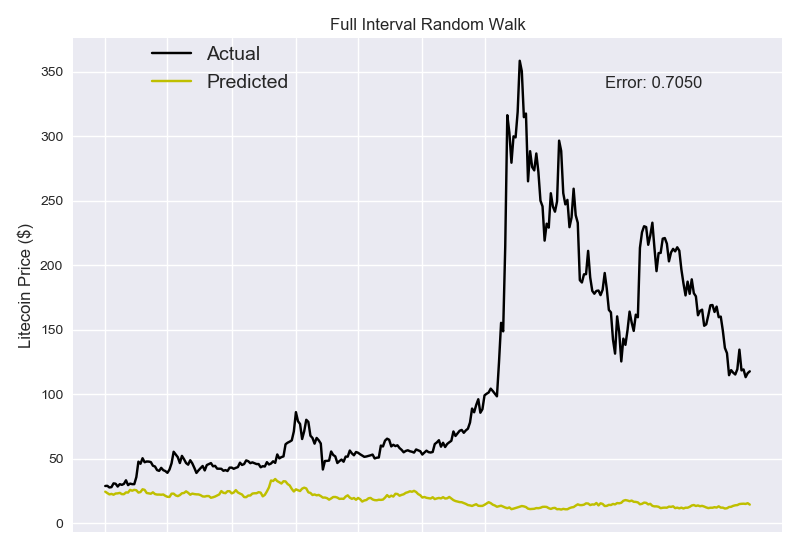 Full Interval Random Walk
Actual
Predicted
Error: 0.7050
Litecoin Price ($)
350
300
250
200
150
100
50
0